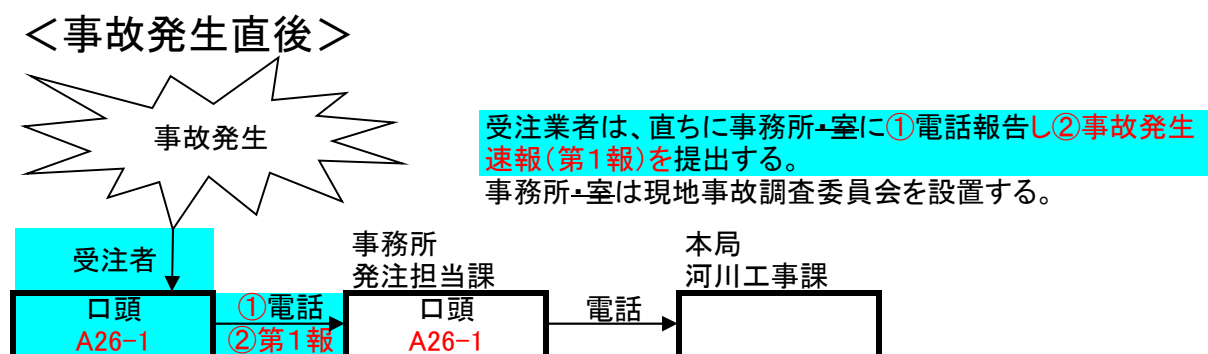 ＜事故発生直後＞
事故発生
受注業者は、直ちに事務所・室に①電話報告し②事故発生
速報(第１報)を提出する。
事務所・室は現地事故調査委員会を設置する。
受注者
事務所
発注担当課
本局
河川工事課
口頭
A26-1
①電話
②第１報
口頭
A26-1
電話